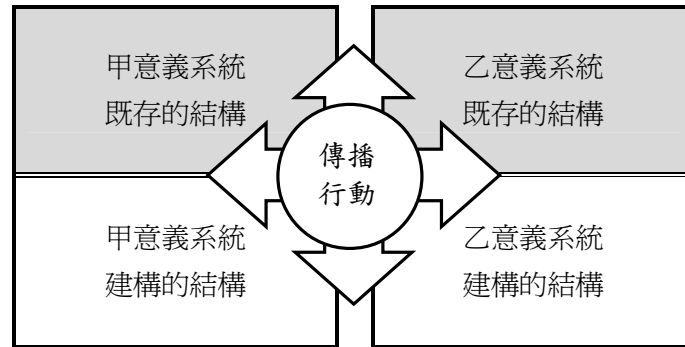 甲意義系統
既存的結構
乙意義系統
既存的結構
傳播
行動
甲意義系統
建構的結構
乙意義系統
建構的結構